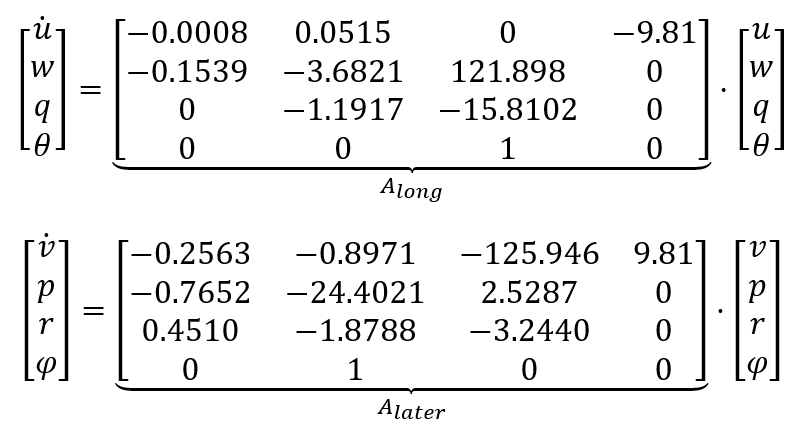 [u̇ w q θ] = [−0.0008 0.0515 0 −9.81
−0.1539 −3.6821 121.898 0
0 −1.1917 −15.8102 0
0 0 1 0] · [u w q θ]
A_long
[v̇ p r φ] = [−0.2563 −0.8971 −125.946 9.81
−0.7652 −24.4021 2.5287 0
0.4510 −1.8788 −3.2440 0
0 1 0 0] · [v p r φ]
A_later